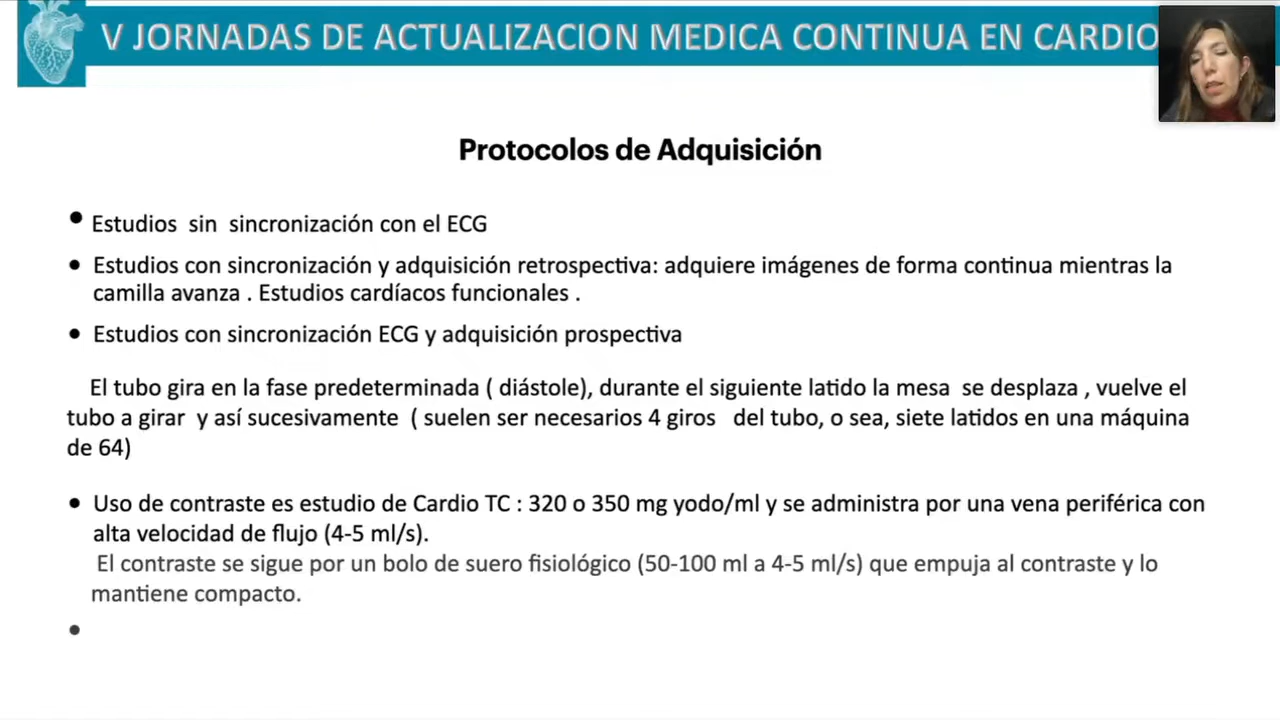 V JORNADAS DE ACTUALIZACION MEDICA CONTINUA EN CARDIO
Protocolos de Adquisición
• Estudios sin sincronización con el ECG
• Estudios con sincronización y adquisición retrospectiva: adquiere imágenes de forma continua mientras la
camilla avanza . Estudios cardíacos funcionales .
• Estudios con sincronización ECG y adquisición prospectiva
El tubo gira en la fase predeterminada ( diástole), durante el siguiente latido la mesa se desplaza , vuelve el
tubo a girar y así sucesivamente ( suelen ser necesarios 4 giros del tubo, o sea, siete latidos en una máquina
de 64)
• Uso de contraste es estudio de Cardio TC : 320 o 350 mg yodo/ml y se administra por una vena periférica con
alta velocidad de flujo (4-5 ml/s).
El contraste se sigue por un bolo de suero fisiológico (50-100 ml a 4-5 ml/s) que empuja al contraste y lo
mantiene compacto.
•